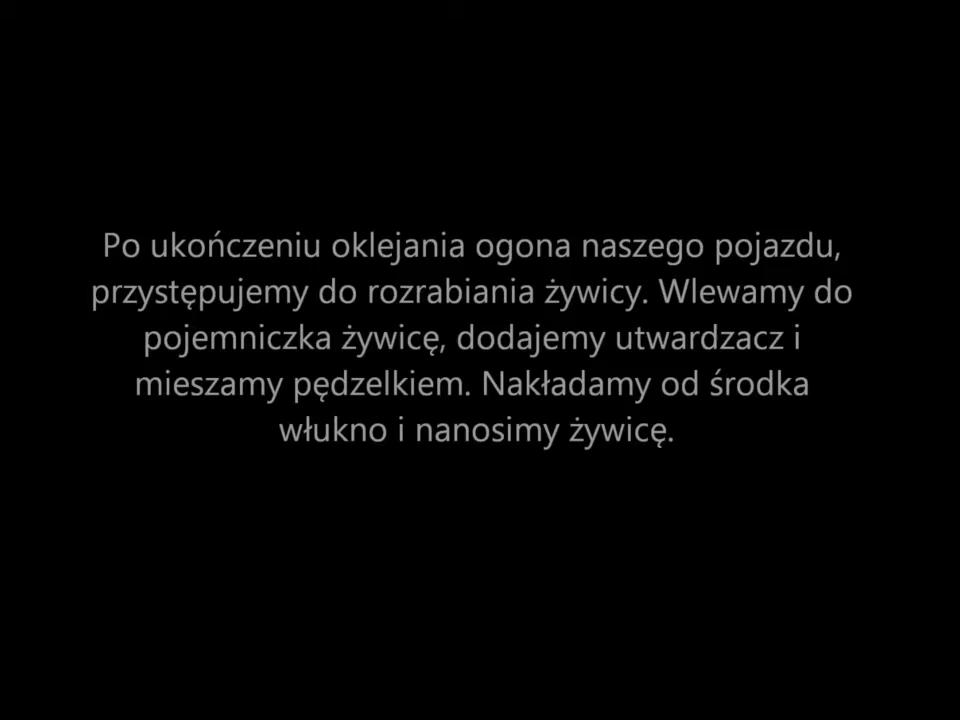 Po ukończeniu oklejania ogona naszego pojazdu,
przystępujemy do rozrabiania żywicy. Wlewamy do
pojemniczka żywicę, dodajemy utwardzacz i
mieszamy pędzelkiem. Nakładamy od środka
włukno i nanosimy żywicę.